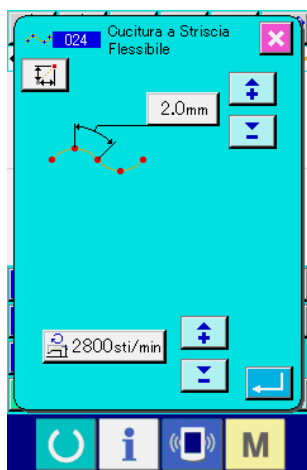 024 Cucitura a Striscia
Flessibile
2.0mm
2800sti/min
i M